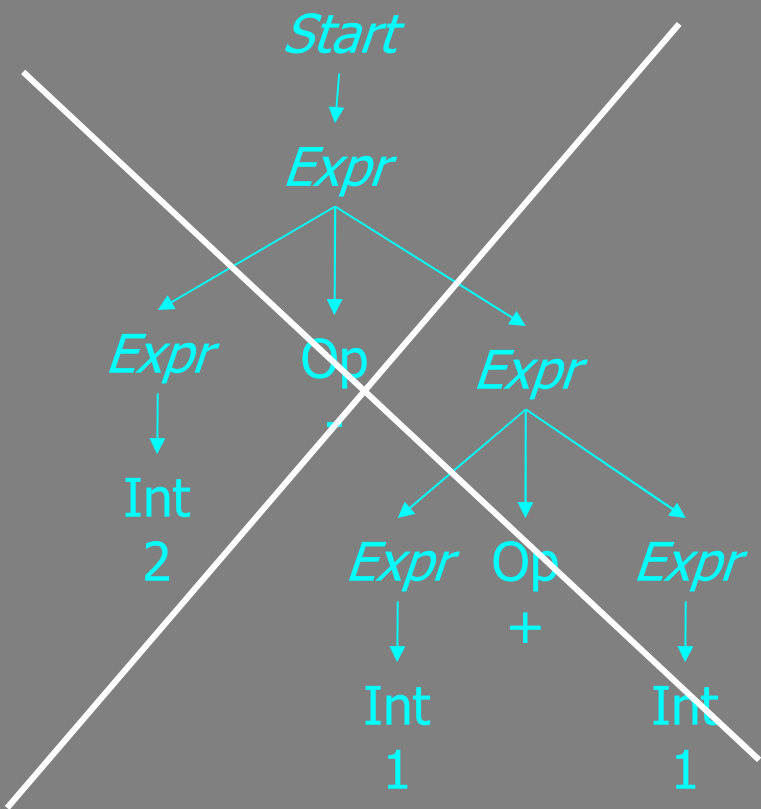 Start
Expr
Expr Op Expr
-
Int Expr Op Expr
2 +
Int Int
1 1